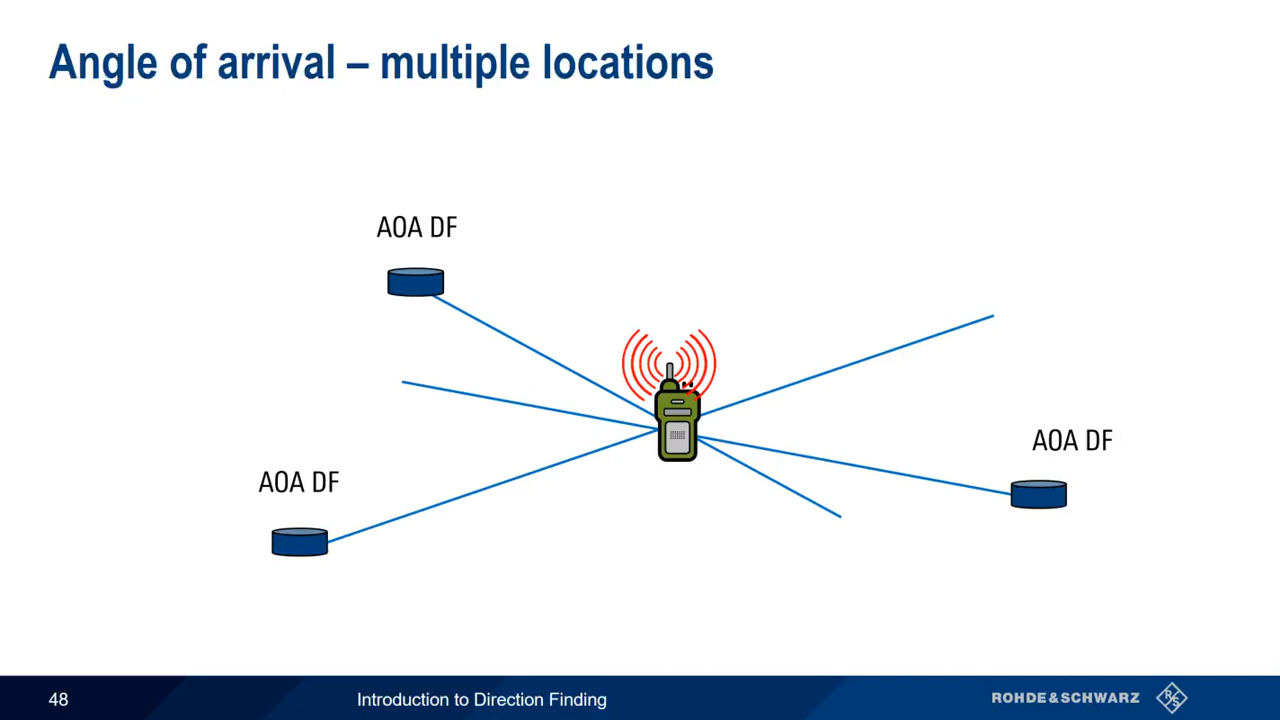 Angle of arrival – multiple locations
AOA DF
AOA DF
AOA DF
48
Introduction to Direction Finding
ROHDE & SCHWARZ
R&S